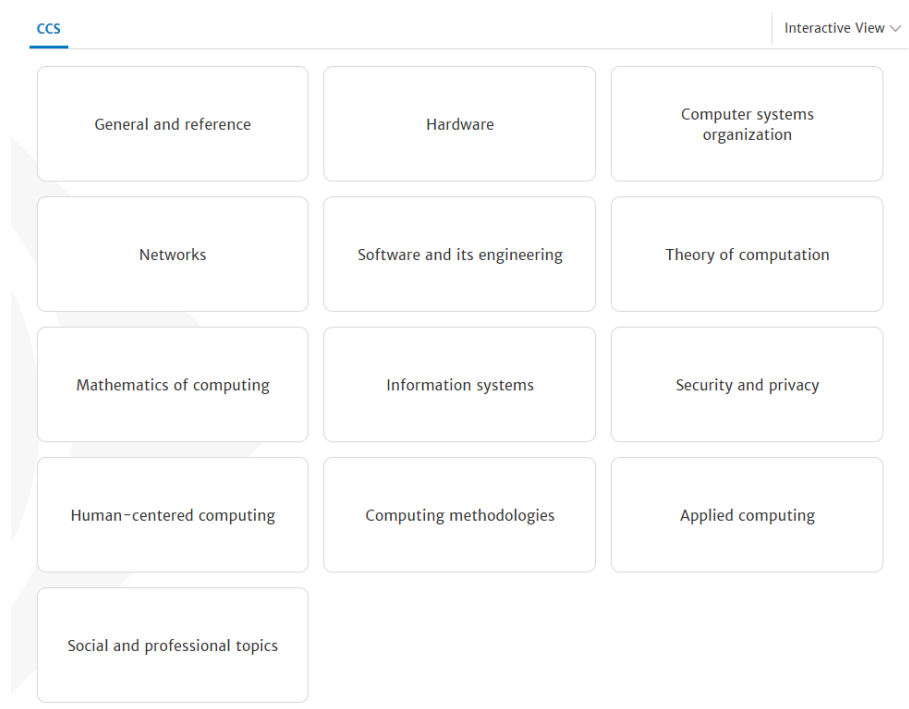 CCS
Interactive View
General and reference
Hardware
Computer systems
organization
Networks
Software and its engineering
Theory of computation
Mathematics of computing
Information systems
Security and privacy
Human-centered computing
Computing methodologies
Applied computing
Social and professional topics